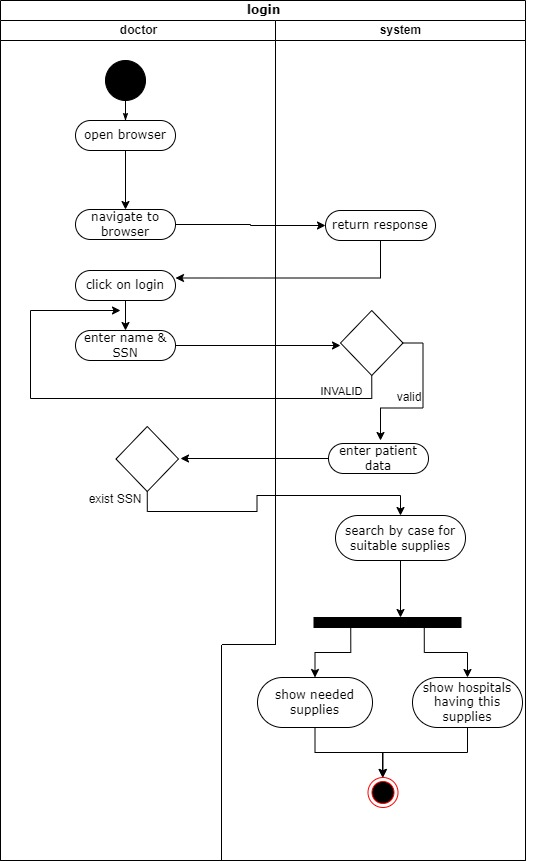 login
doctor
system
open browser
navigate to
browser
return response
click on login
enter name &
SSN
INVALID
valid
enter patient
data
exist SSN
search by case for
suitable supplies
show needed
supplies
show hospitals
having this
supplies